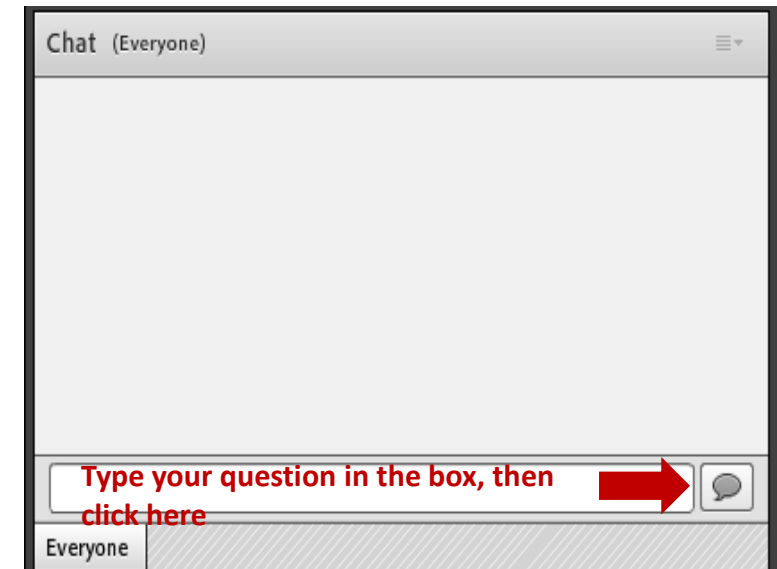 Chat (Everyone)
Type your question in the box, then
click here
Everyone